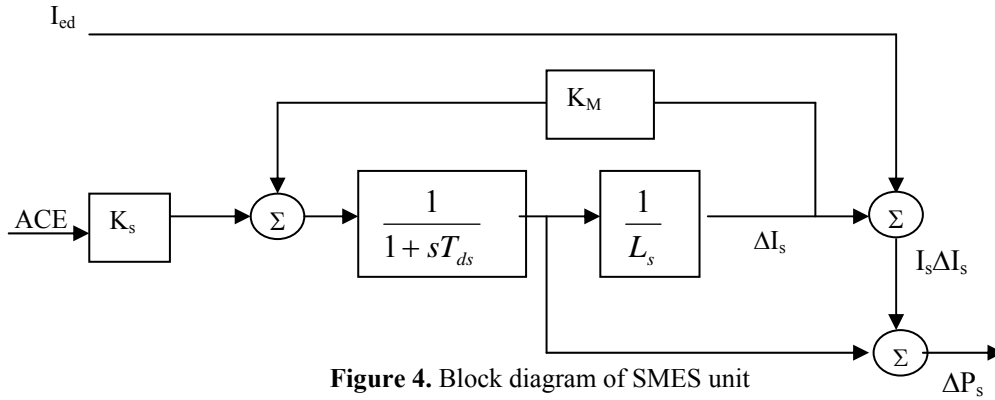 I_ed
K_M
ACE
K_s
Σ
1
1 + sT_ds
1
L_s
ΔI_s
Σ
I_sΔI_s
Σ
ΔP_s
Figure 4. Block diagram of SMES unit